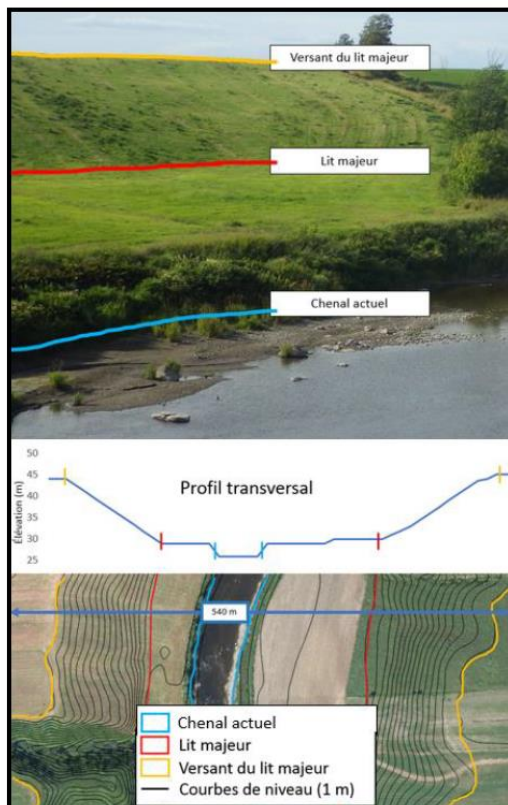 Versant du lit majeur
Lit majeur
Chenal actuel
50
45
40
35
30
25
Élévation (m)
Profil transversal
540 m
Chenal actuel
Lit majeur
Versant du lit majeur
Courbes de niveau (1 m)